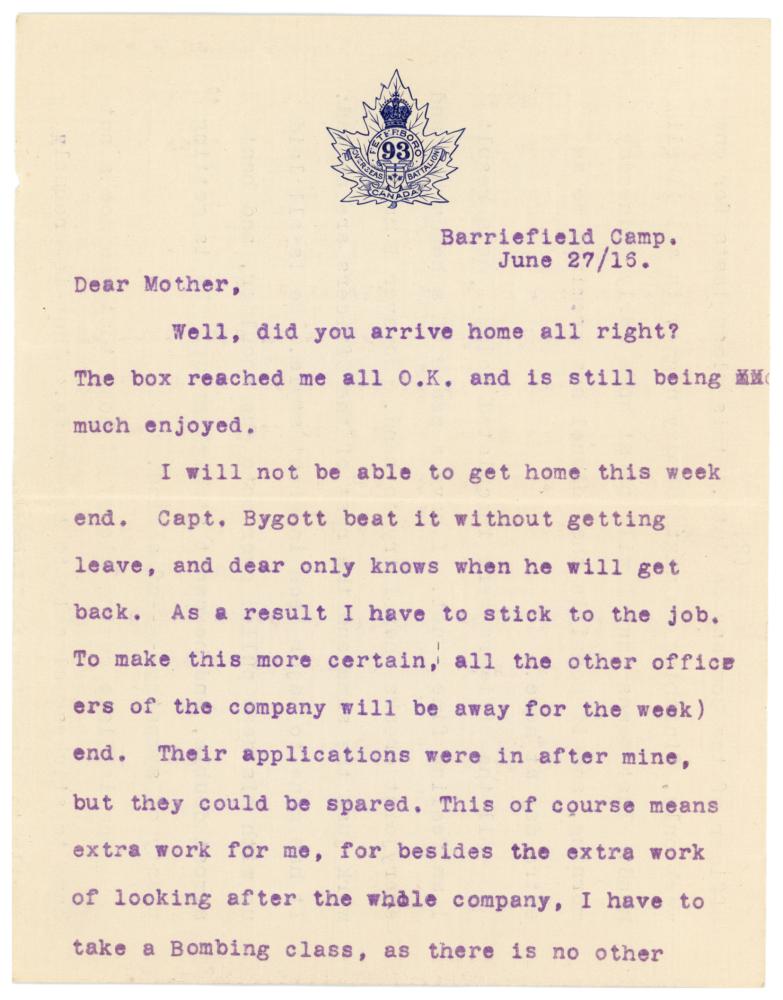 PETERBORO
93
OVERSEAS BATTALION
CANADA
Barriefield Camp.
June 27/16.
Dear Mother,
Well, did you arrive home all right?
The box reached me all O.K. and is still being
much enjoyed.
I will not be able to get home this week
end. Capt. Bygott beat it without getting
leave, and dear only knows when he will get
back. As a result I have to stick to the job.
To make this more certain, all the other offic
ers of the company will be away for the week)
end. Their applications were in after mine,
but they could be spared. This of course means
extra work for me, for besides the extra work
of looking after the whole company, I have to
take a Bombing class, as there is no other